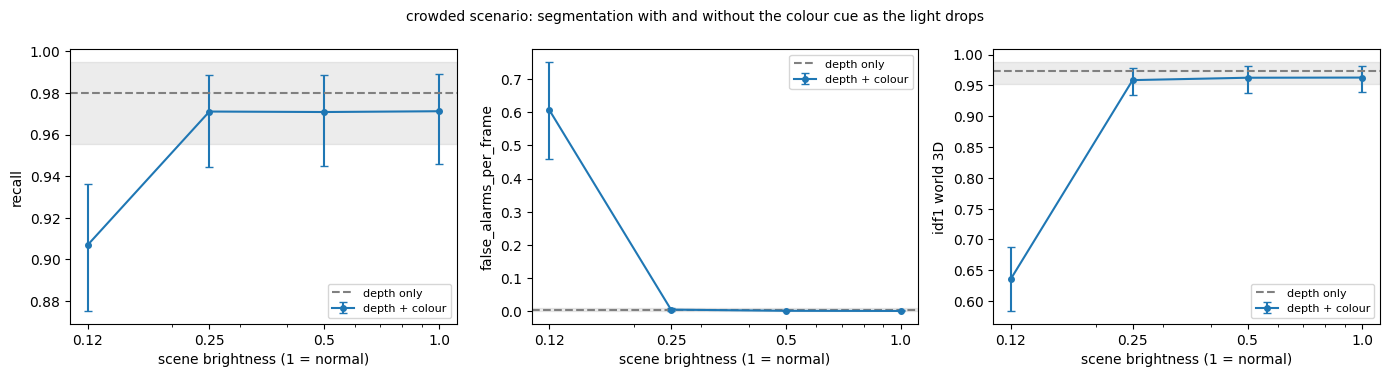 crowded scenario: segmentation with and without the colour cue as the light drops
recall
1.00
0.98
0.96
0.94
0.92
0.90
0.88
depth only
depth + colour
0.12
0.25
0.5
1.0
scene brightness (1 = normal)
false_alarms_per_frame
0.7
0.6
0.5
0.4
0.3
0.2
0.1
0.0
depth only
depth + colour
0.12
0.25
0.5
1.0
scene brightness (1 = normal)
idf1 world 3D
1.00
0.95
0.90
0.85
0.80
0.75
0.70
0.65
0.60
depth only
depth + colour
0.12
0.25
0.5
1.0
scene brightness (1 = normal)